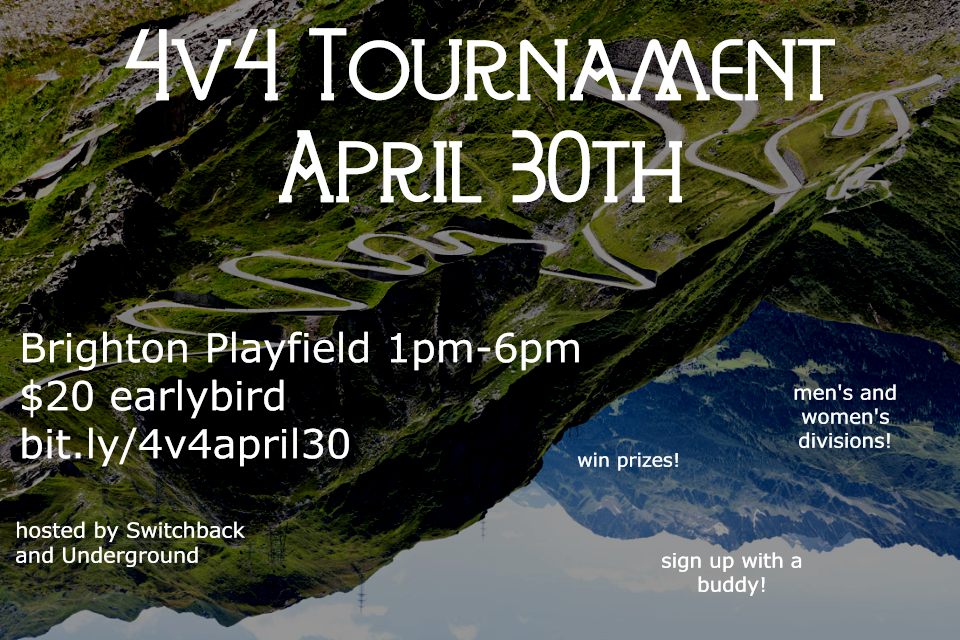 4v4 Tournament
April 30th
Brighton Playfield 1pm-6pm
$20 earlybird
bit.ly/4v4april30
men's and
women's
divisions!
win prizes!
hosted by Switchback
and Underground
sign up with a
buddy!